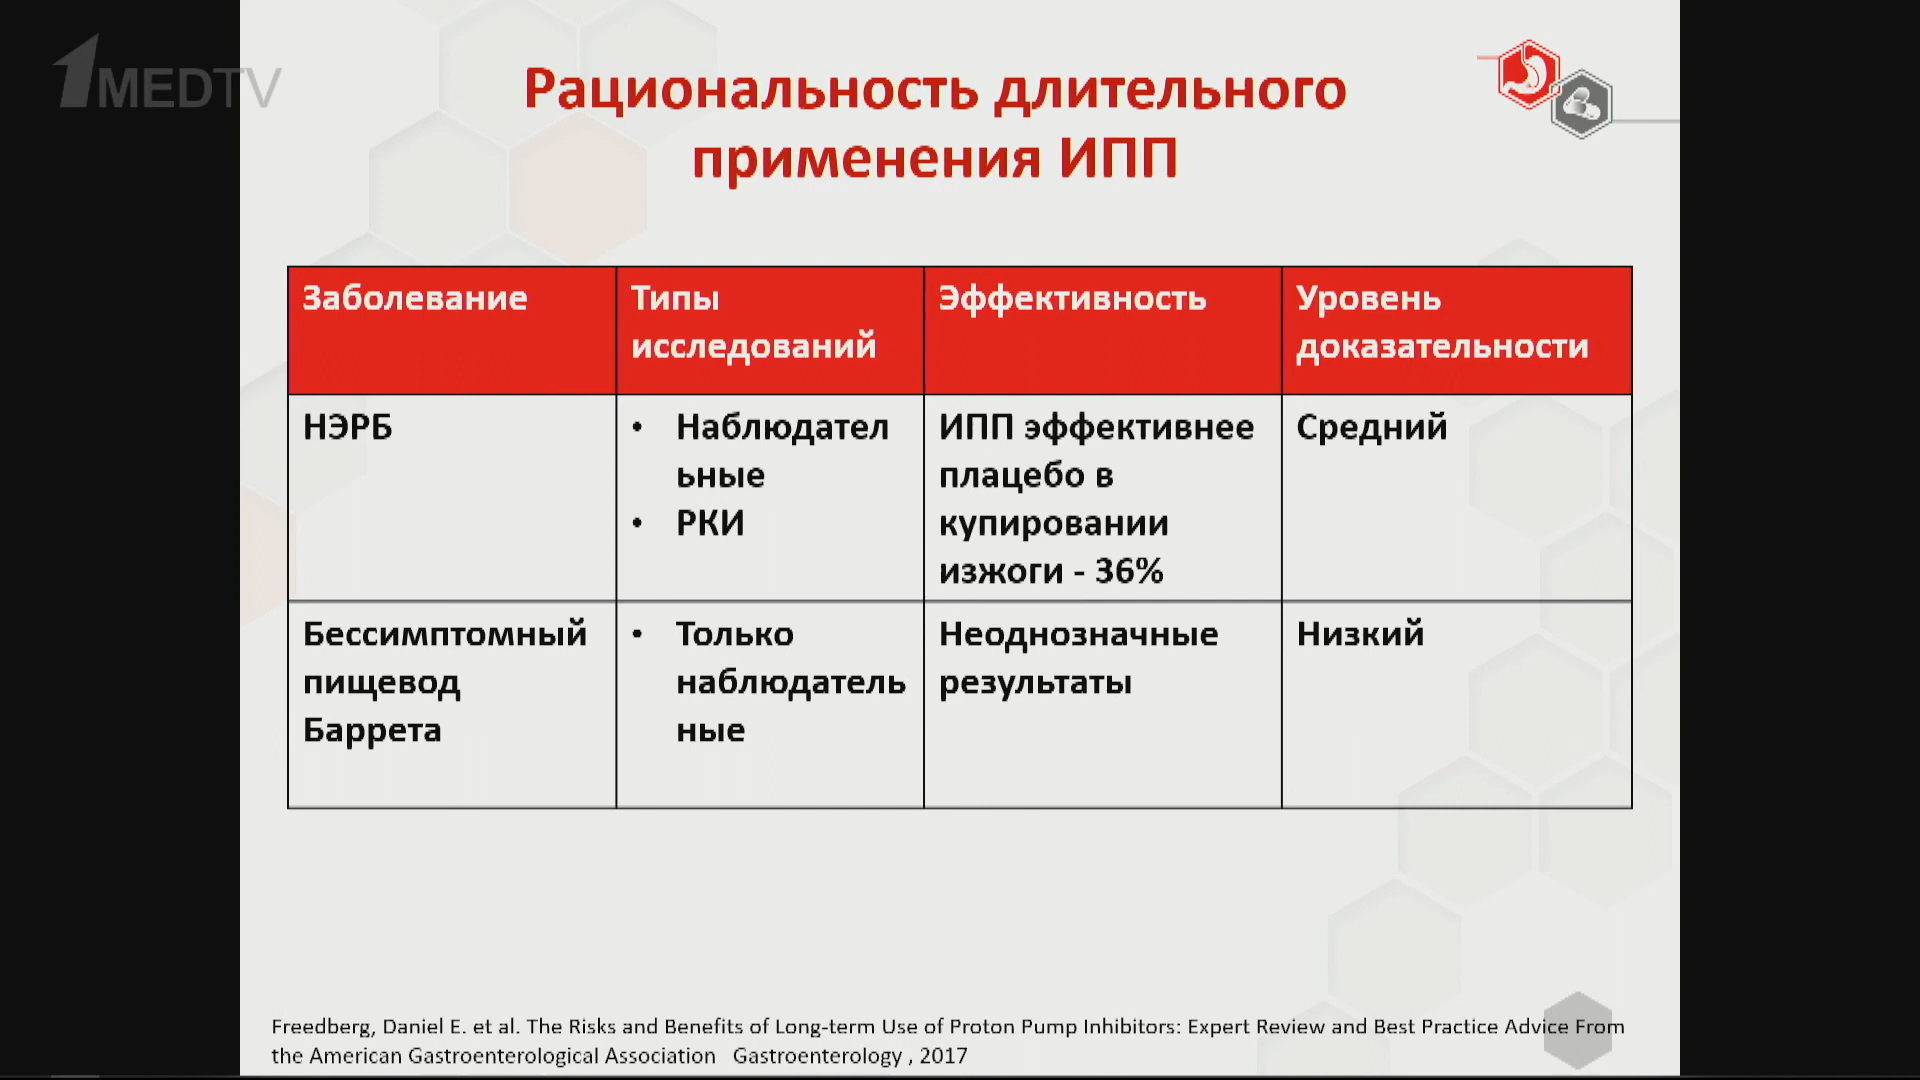 1MEDTV
Рациональность длительного
применения ИПП
Заболевание
Типы
исследований
Эффективность
Уровень
доказательности
НЭРБ
• Наблюдател
ьные
• РКИ
ИПП эффективнее
плацебо в
купировании
изжоги - 36%
Средний
Бессимптомный
пищевод
Баррета
• Только
наблюдатель
ные
Неоднозначные
результаты
Низкий
Freedberg, Daniel E. et al. The Risks and Benefits of Long-term Use of Proton Pump Inhibitors: Expert Review and Best Practice Advice From
the American Gastroenterological Association Gastroenterology , 2017